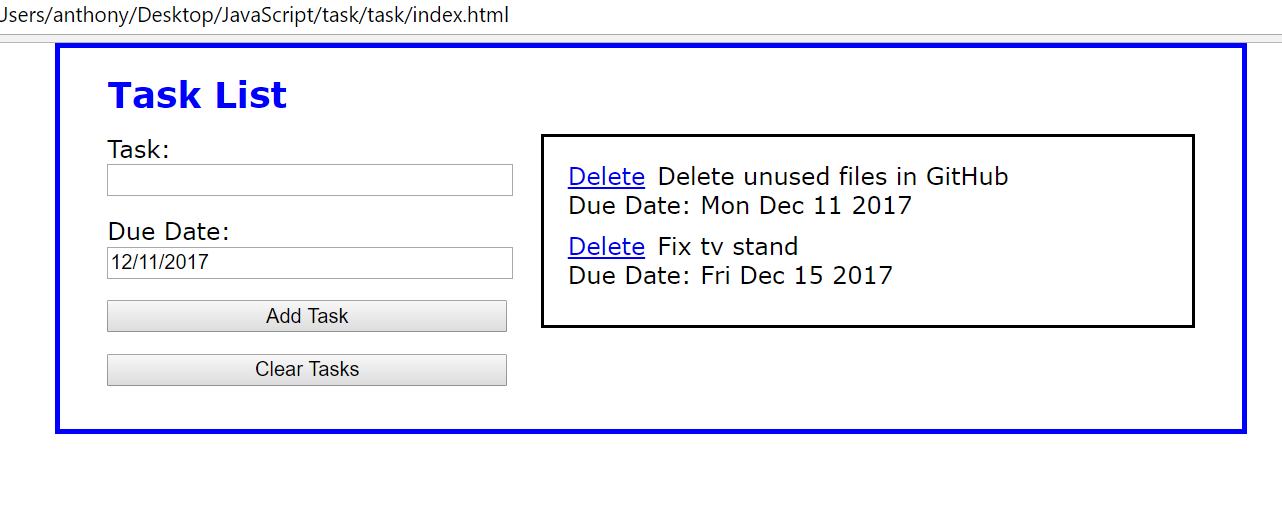 Users/anthony/Desktop/JavaScript/task/task/index.html
Task List
Task:
Due Date:
12/11/2017
Add Task
Clear Tasks
Delete Delete unused files in GitHub
Due Date: Mon Dec 11 2017
Delete Fix tv stand
Due Date: Fri Dec 15 2017